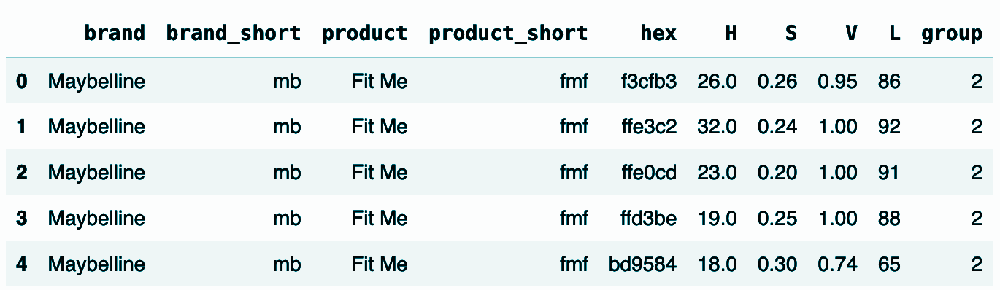 brand brand_short product product_short hex H S V L group
0 Maybelline mb Fit Me fmf f3cfb3 26.0 0.26 0.95 86 2
1 Maybelline mb Fit Me fmf ffe3c2 32.0 0.24 1.00 92 2
2 Maybelline mb Fit Me fmf ffe0cd 23.0 0.20 1.00 91 2
3 Maybelline mb Fit Me fmf ffd3be 19.0 0.25 1.00 88 2
4 Maybelline mb Fit Me fmf bd9584 18.0 0.30 0.74 65 2